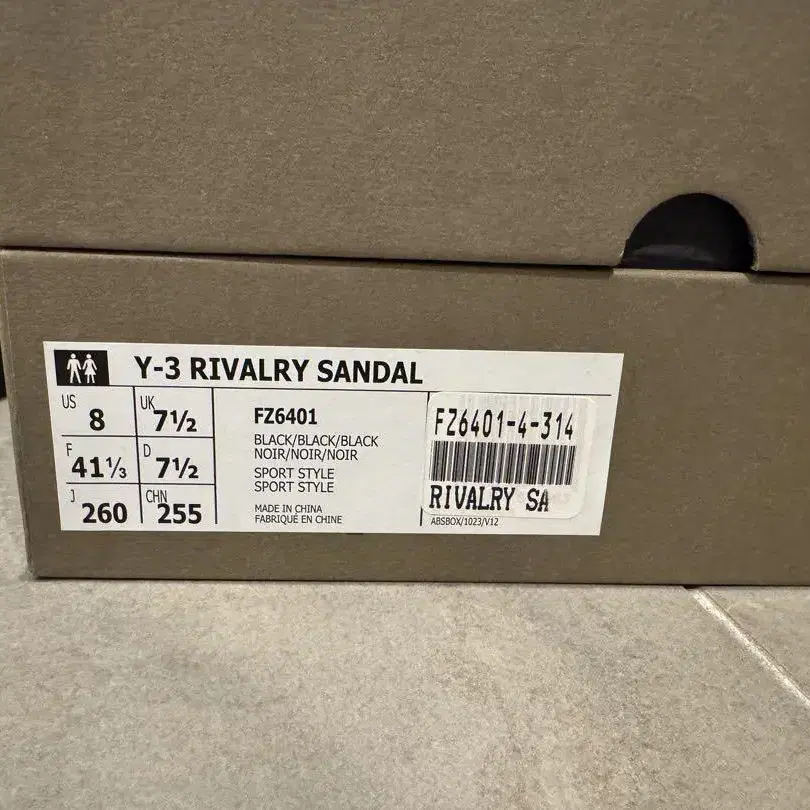 Y-3 RIVALRY SANDAL
US 8
UK 7½
F 41⅓
D 7½
J 260
CHN 255
FZ6401
BLACK/BLACK/BLACK
NOIR/NOIR/NOIR
SPORT STYLE
SPORT STYLE
MADE IN CHINA
FABRIQUÉ EN CHINE
FZ6401-4-314
RIVALRY SA
ABSBOX/1023/V12